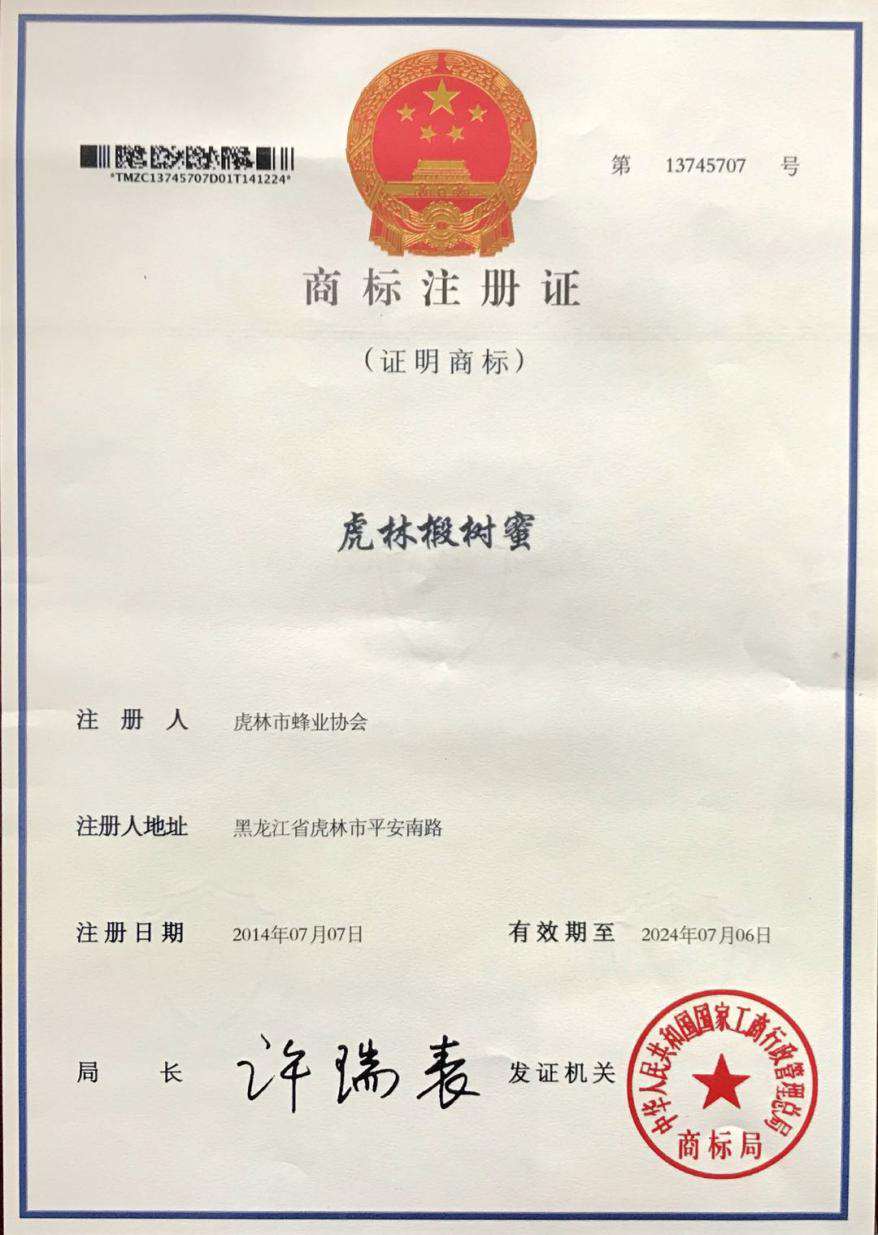 *TMZC13745707D01T141224*
第 13745707 号
商标注册证
(证明商标)
虎林椴树蜜
注册人 虎林市蜂业协会
注册人地址 黑龙江省虎林市平安南路
注册日期 2014年07月07日 有效期至 2024年07月06日
局长 许瑞表 发证机关
中华人民共和国国家工商行政管理总局
商标局